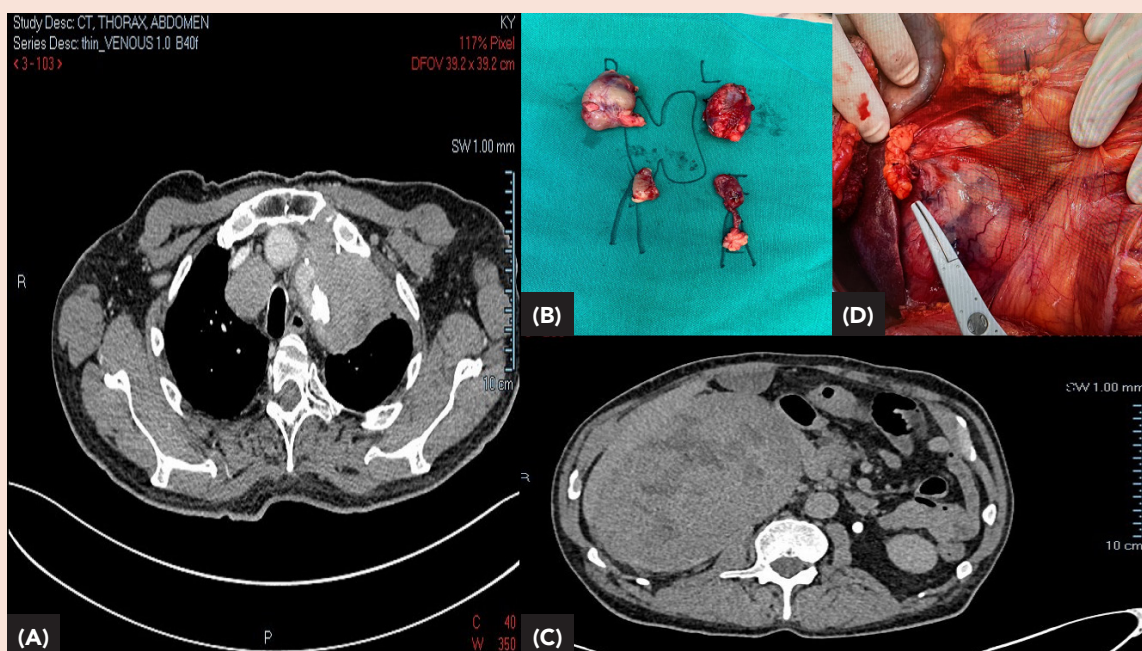 Study Desc: CT, THORAX, ABDOMEN
Series Desc: thin_VENOUS 1.0 B40f
< 3 - 103 >
KY
117% Pixel
DFOV 39.2 x 39.2 cm
SW 1.00 mm
R
10 cm
P
C 40
W 350
(A)
L
(B)
(D)
R
SW 1.00 mm
10 cm
(C)